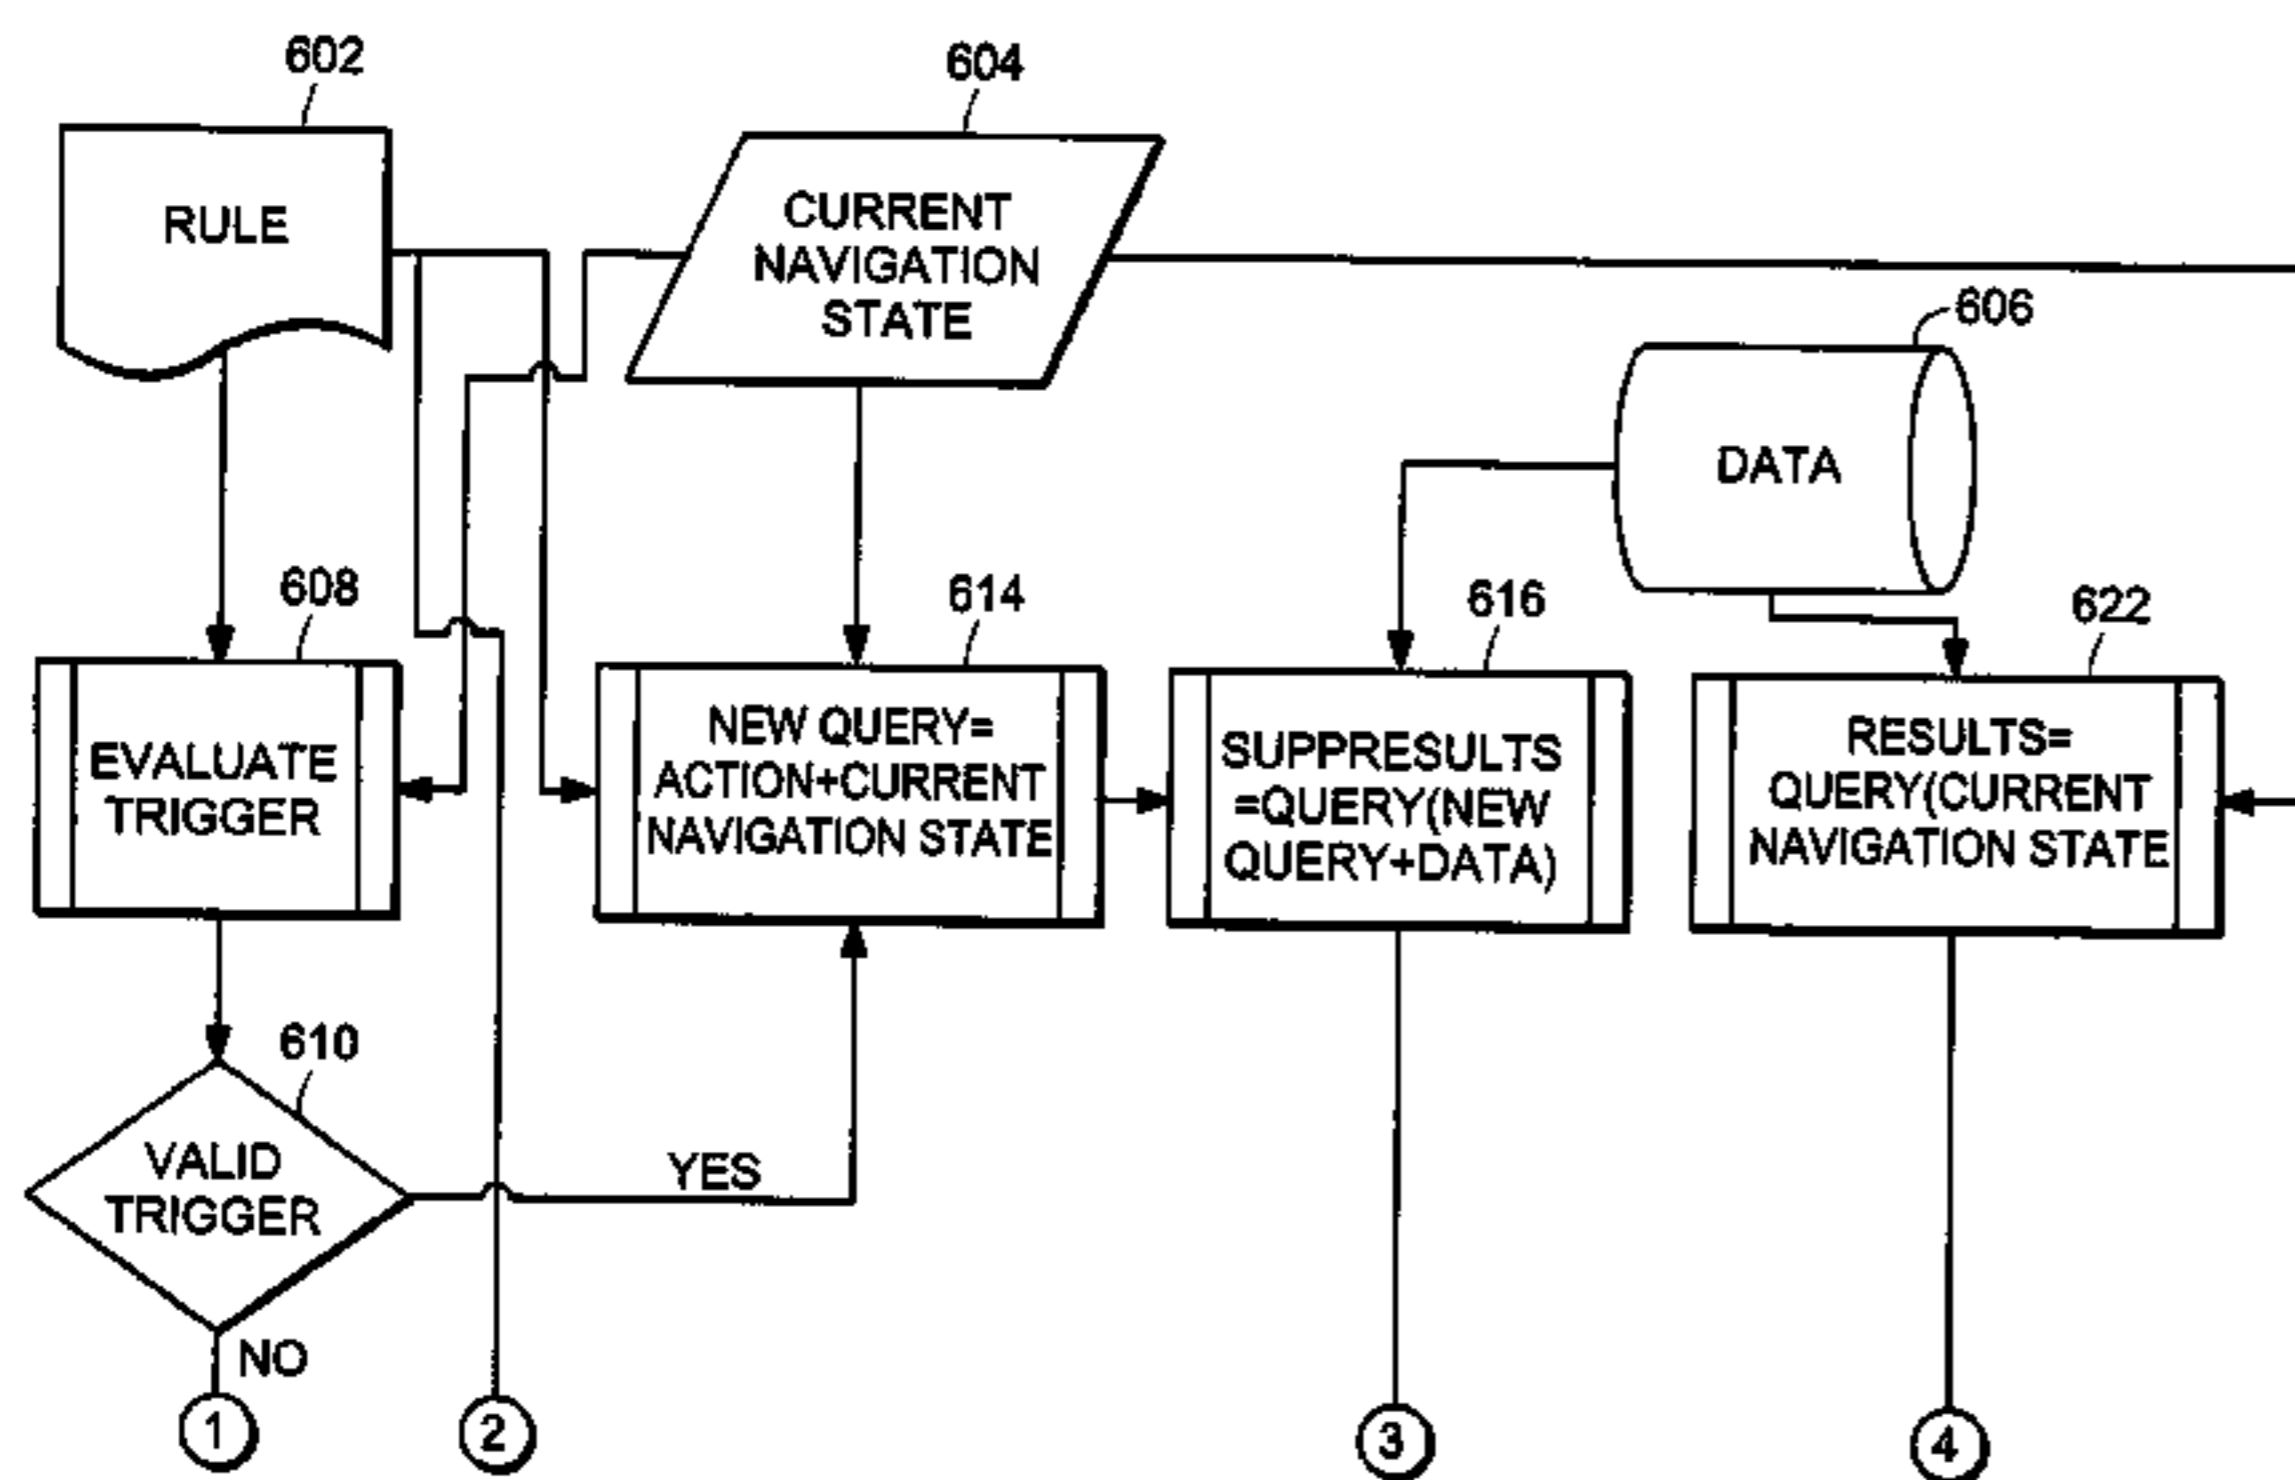 602
604
RULE
CURRENT
NAVIGATION
STATE
606
DATA
608
614
616
622
EVALUATE
TRIGGER
NEW QUERY=
ACTION+CURRENT
NAVIGATION STATE
SUPPRESULTS
=QUERY(NEW
QUERY+DATA)
RESULTS=
QUERY(CURRENT
NAVIGATION STATE
610
VALID
TRIGGER
YES
NO
1
2
3
4